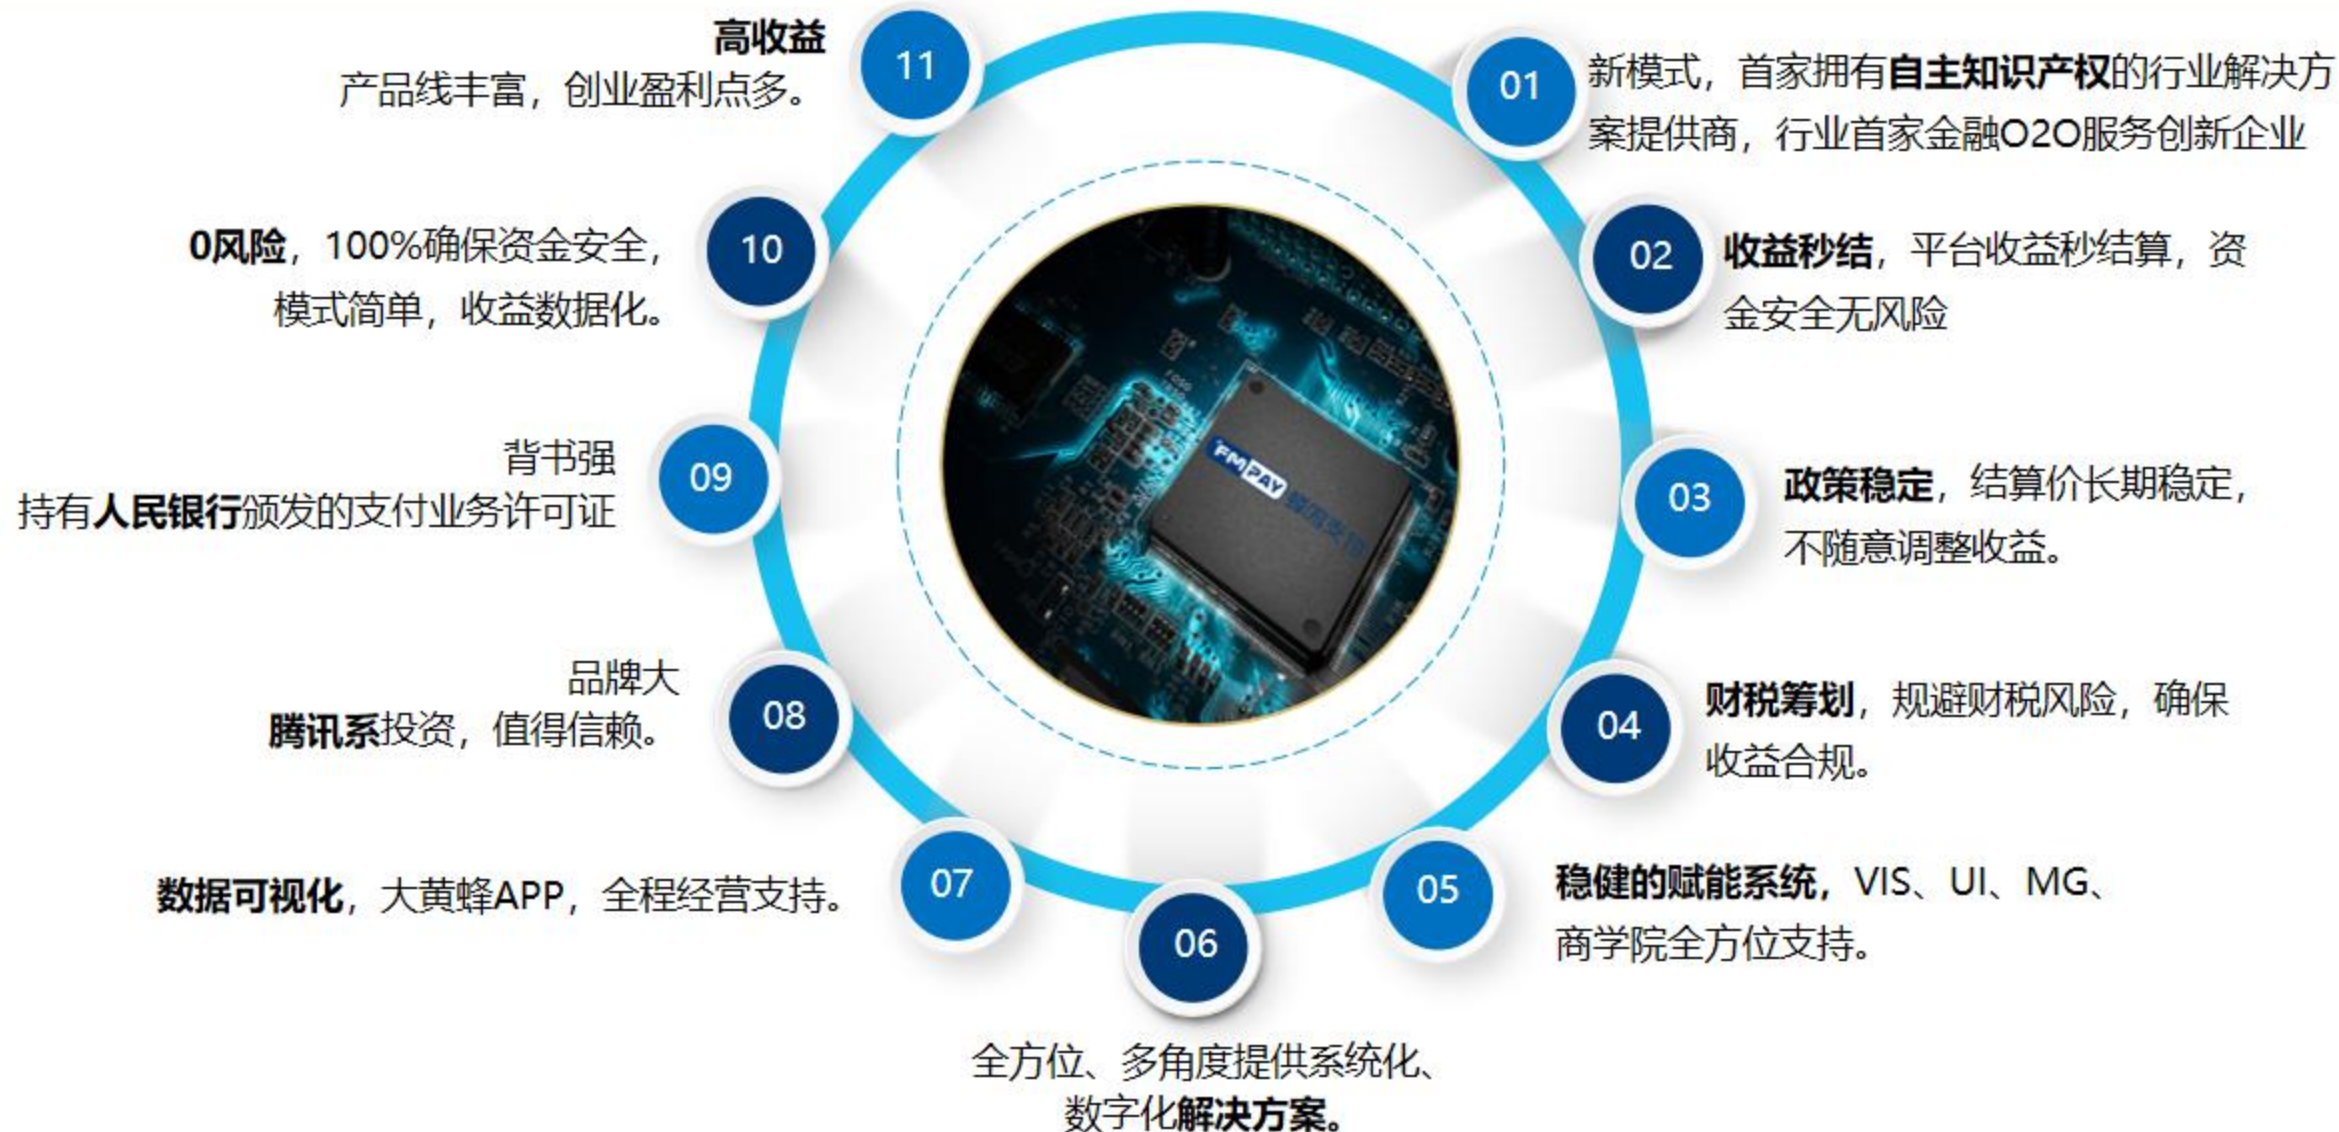 01
新模式，首家拥有自主知识产权的行业解决方
案提供商，行业首家金融O2O服务创新企业
02
收益秒结，平台收益秒结算，资
金安全无风险
03
政策稳定，结算价长期稳定，
不随意调整收益。
04
财税筹划，规避财税风险，确保
收益合规。
05
稳健的赋能系统，VIS、UI、MG、
商学院全方位支持。
06
全方位、多角度提供系统化、
数字化解决方案。
07
数据可视化，大黄蜂APP，全程经营支持。
08
品牌大
腾讯系投资，值得信赖。
09
背书强
持有人民银行颁发的支付业务许可证
10
0风险，100%确保资金安全，
模式简单，收益数据化。
11
高收益
产品线丰富，创业盈利点多。
FMPAY